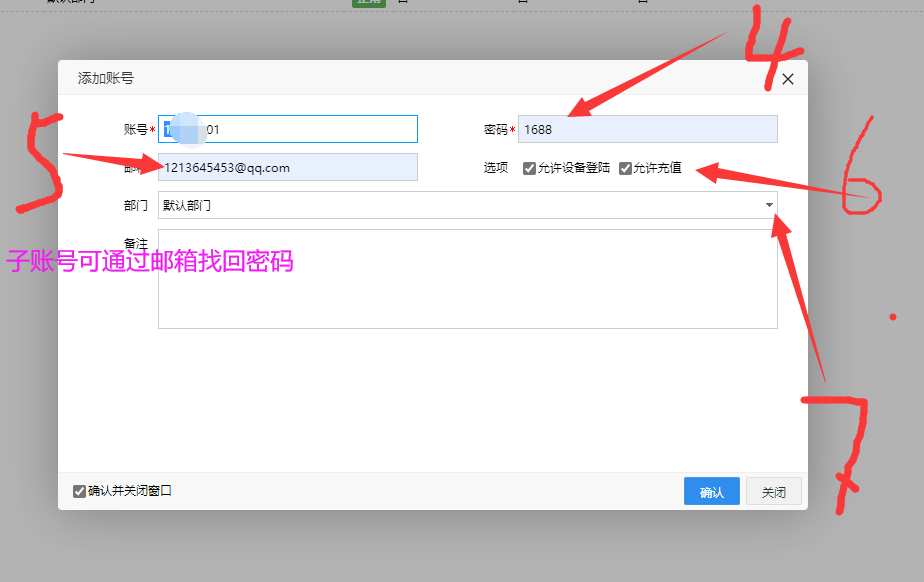 4
添加账号
账号* 1 01 密码* 1688
5
1213645453@qq.com 选项 允许设备登陆 允许充值
6
部门 默认部门
备注
子账号可通过邮箱找回密码
7
确认并关闭窗口 确认 关闭